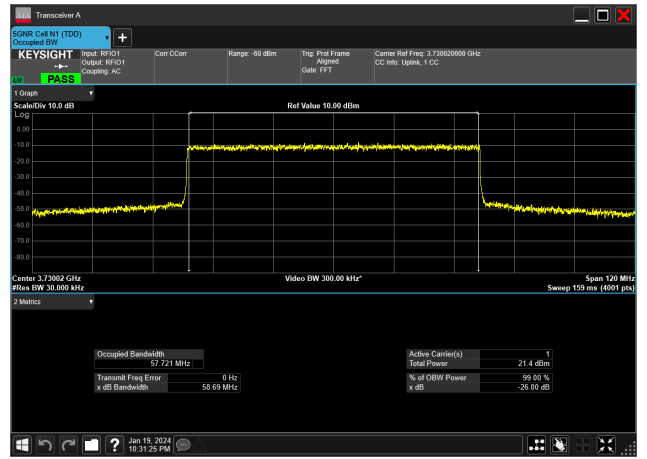 Transceiver A
5GNR Cell N1 (TDD)
Occupied BW
+
KEYSIGHT
LV
PASS
Input: RFIO1
Output: RFIO1
Coupling: AC
Corr CCorr
Range: -60 dBm
Trig: Prot Frame
Aligned
Gate: FFT
Carrier Ref Freq: 3.730020000 GHz
CC Info: Uplink, 1 CC
1 Graph
Scale/Div 10.0 dB
Ref Value 10.00 dBm
Log
0.00
-10.0
-20.0
-30.0
-40.0
-50.0
-60.0
-70.0
-80.0
Center 3.73002 GHz
Video BW 300.00 kHz*
Span 120 MHz
#Res BW 30.000 kHz
Sweep 159 ms (4001 pts)
2 Metrics
Occupied Bandwidth
57.721 MHz
Transmit Freq Error 0 Hz
x dB Bandwidth 58.69 MHz
Active Carrier(s) 1
Total Power 21.4 dBm
% of OBW Power 99.00 %
x dB -26.00 dB
?
Jan 19, 2024
10:31:25 PM